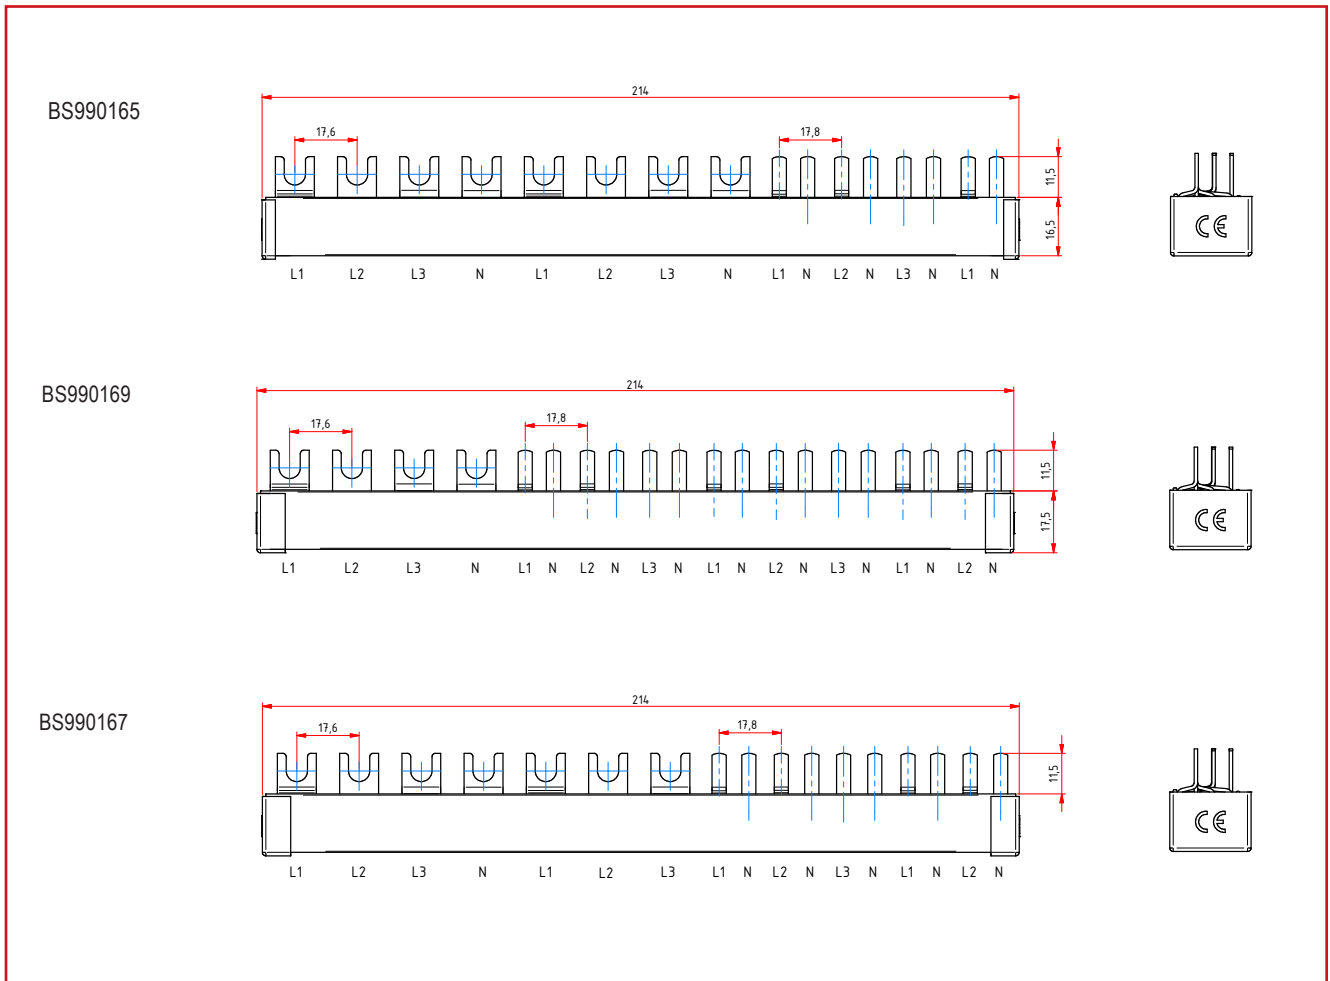 214
BS990165
17,6 17,8
11,5
16,5
CE
L1 L2 L3 N L1 L2 L3 N L1 N L2 N L3 N L1 N
214
BS990169
17,6 17,8
11,5
17,5
CE
L1 L2 L3 N L1 N L2 N L3 N L1 N L2 N L3 N L1 N L2 N
214
BS990167
17,6 17,8
11,5
CE
L1 L2 L3 N L1 L2 L3 L1 N L2 N L3 N L1 N L2 N